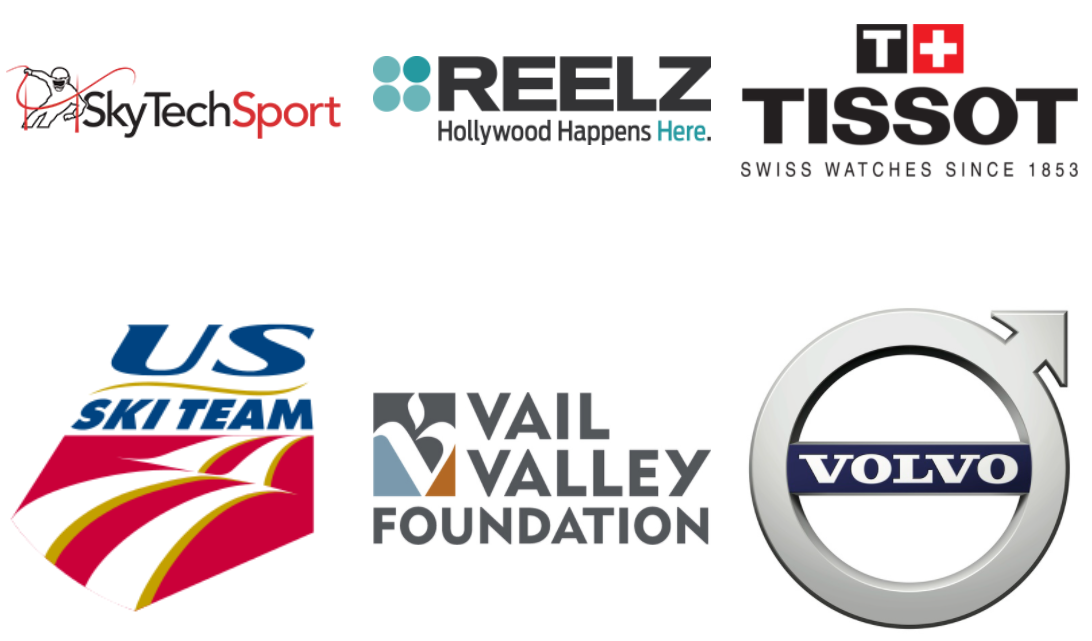 SkyTechSport
REELZ
Hollywood Happens Here.
T+
TISSOT
SWISS WATCHES SINCE 1853
US
SKI TEAM
VAIL
VALLEY
FOUNDATION
VOLVO